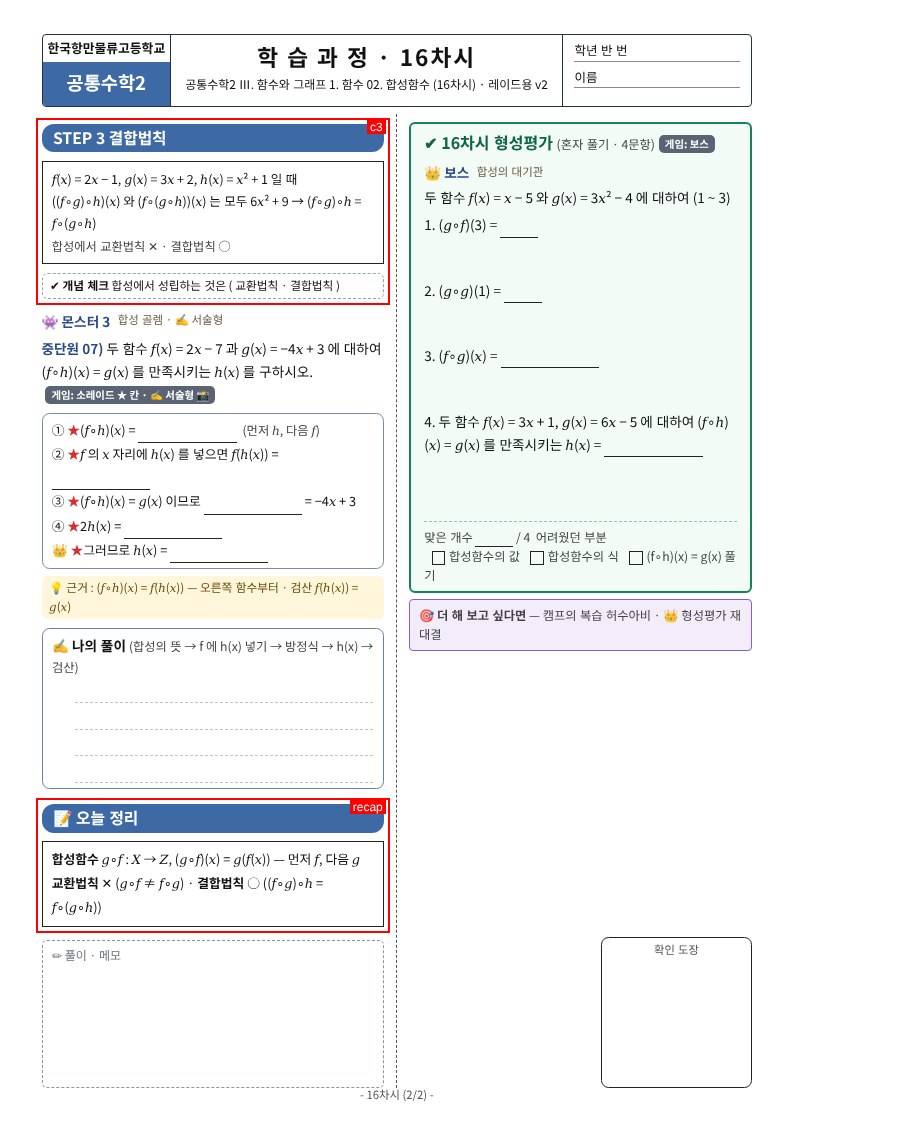 한국항만물류고등학교
공통수학2
학 습 과 정 · 16차시
공통수학2 III. 함수와 그래프 1. 함수 02. 합성함수 (16차시) · 레이드용 v2
학년 반 번
이름
c3
STEP 3 결합법칙
f(x) = 2x − 1, g(x) = 3x + 2, h(x) = x² + 1 일 때
((f∘g)∘h)(x) 와 (f∘(g∘h))(x) 는 모두 6x² + 9 → (f∘g)∘h =
f∘(g∘h)
합성에서 교환법칙 ✕ · 결합법칙 ○
✔ 개념 체크 합성에서 성립하는 것은 ( 교환법칙 · 결합법칙 )
👾 몬스터 3 합성 골렘 · ✍ 서술형
중단원 07) 두 함수 f(x) = 2x − 7 과 g(x) = −4x + 3 에 대하여
(f∘h)(x) = g(x) 를 만족시키는 h(x) 를 구하시오.
게임: 소레이드 ★ 칸 · ✍ 서술형 📸
① ★(f∘h)(x) = ______ (먼저 h, 다음 f)
② ★f 의 x 자리에 h(x) 를 넣으면 f(h(x)) =
______
③ ★(f∘h)(x) = g(x) 이므로 ______ = −4x + 3
④ ★2h(x) = ______
👑 ★그러므로 h(x) = ______
💡 근거 : (f∘h)(x) = f(h(x)) — 오른쪽 함수부터 · 검산 f(h(x)) =
g(x)
✍ 나의 풀이 (합성의 뜻 → f 에 h(x) 넣기 → 방정식 → h(x) →
검산)
recap
📝 오늘 정리
합성함수 g∘f : X → Z, (g∘f)(x) = g(f(x)) — 먼저 f, 다음 g
교환법칙 ✕ (g∘f ≠ f∘g) · 결합법칙 ○ ((f∘g)∘h =
f∘(g∘h))
✏ 풀이 · 메모
✔ 16차시 형성평가 (혼자 풀기 · 4문항) 게임: 보스
👑 보스 합성의 대기관
두 함수 f(x) = x − 5 와 g(x) = 3x² − 4 에 대하여 (1 ~ 3)
1. (g∘f)(3) = ____
2. (g∘g)(1) = ____
3. (f∘g)(x) = ______
4. 두 함수 f(x) = 3x + 1, g(x) = 6x − 5 에 대하여 (f∘h)
(x) = g(x) 를 만족시키는 h(x) = ______
맞은 개수 ____ / 4 어려웠던 부분
☐ 합성함수의 값 ☐ 합성함수의 식 ☐ (f∘h)(x) = g(x) 풀
기
🎯 더 해 보고 싶다면 — 캠프의 복습 허수아비 · 👑 형성평가 재
대결
확인 도장
- 16차시 (2/2) -